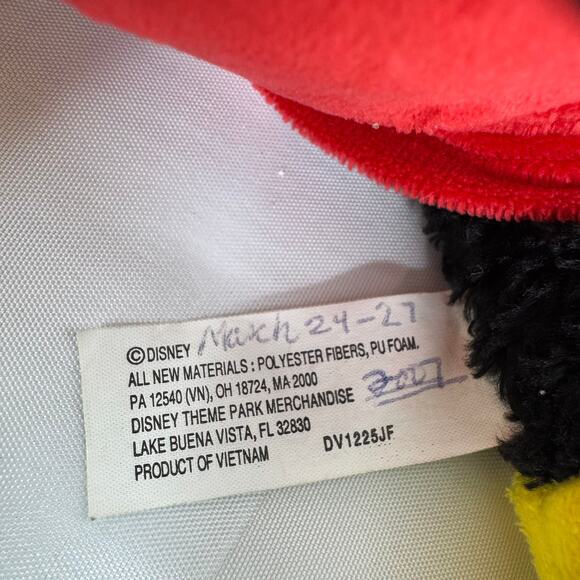 ©DISNEY March 24-27
ALL NEW MATERIALS : POLYESTER FIBERS, PU FOAM.
PA 12540 (VN), OH 18724, MA 2000 2007
DISNEY THEME PARK MERCHANDISE
LAKE BUENA VISTA, FL 32830
PRODUCT OF VIETNAM DV1225JF